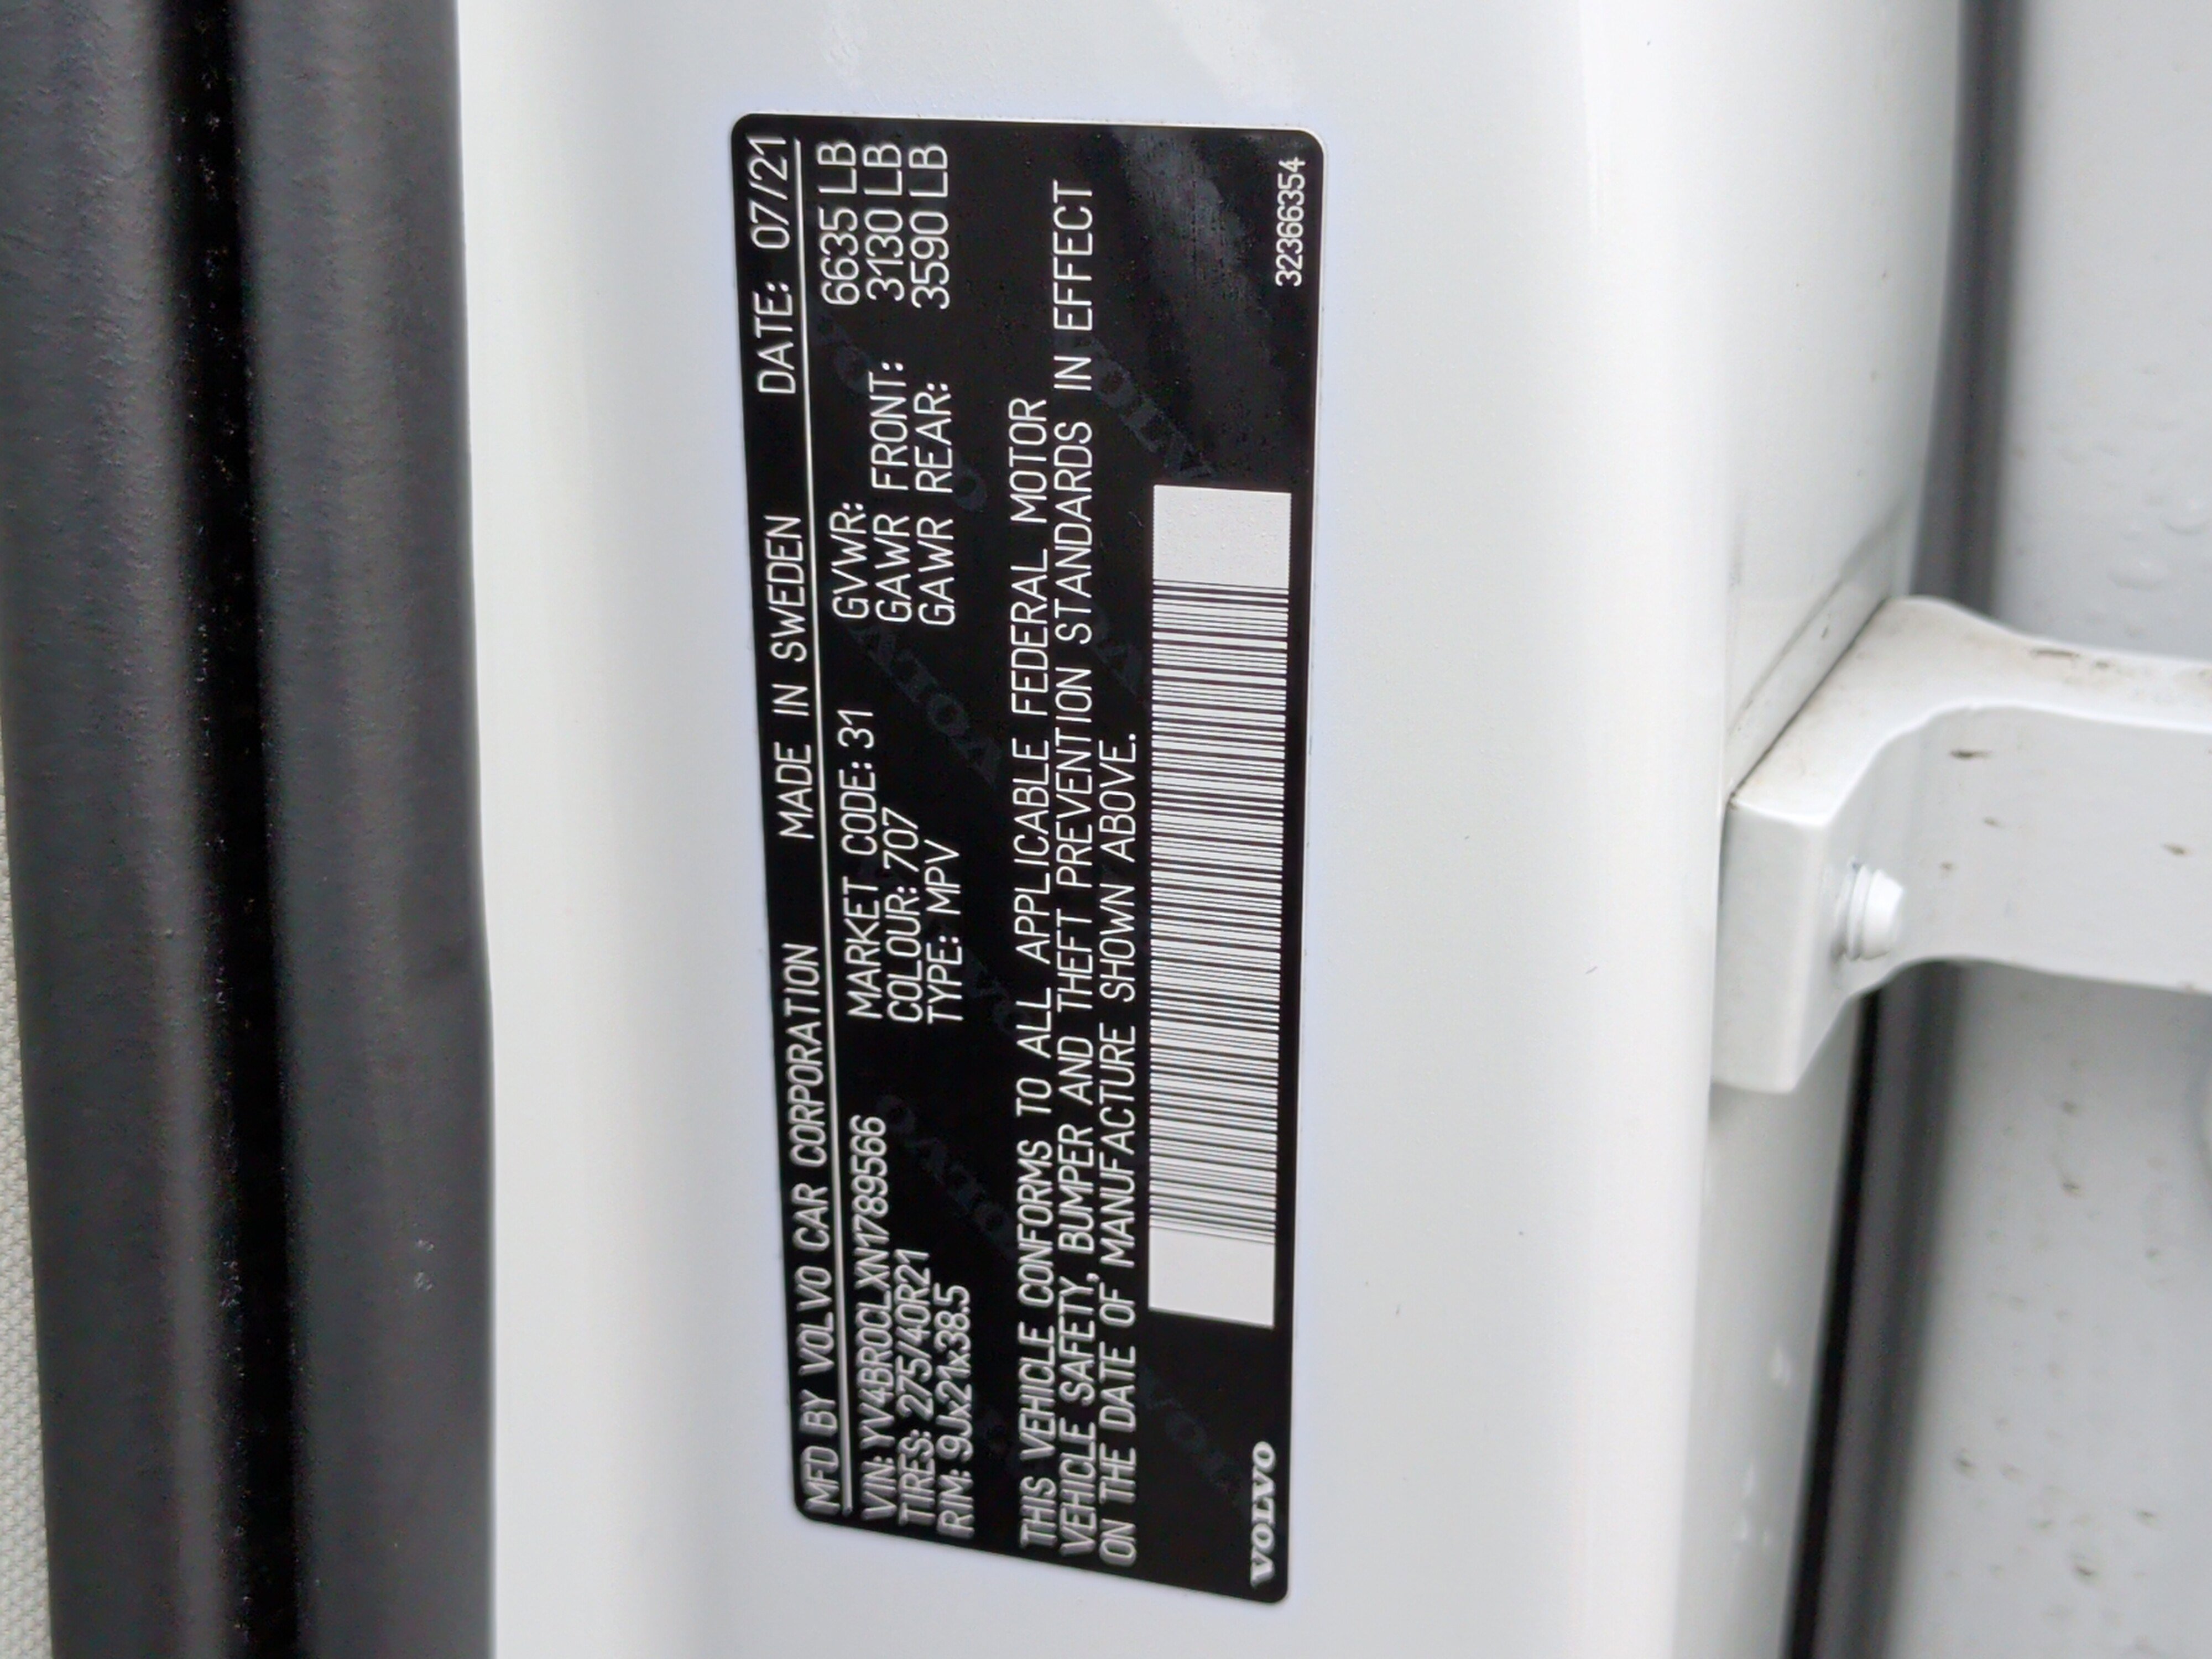 MFD BY VOLVO CAR CORPORATION MADE IN SWEDEN DATE: 07/21
VIN: YV4BR0CLXN1789566 MARKET CODE: 31 GVWR: 6635 LB
TIRES: 275/40R21 COLOUR: 707 GAWR FRONT: 3130 LB
RIM: 9Jx21x38.5 TYPE: MPV GAWR REAR: 3590 LB
THIS VEHICLE CONFORMS TO ALL APPLICABLE FEDERAL MOTOR
VEHICLE SAFETY, BUMPER AND THEFT PREVENTION STANDARDS IN EFFECT
ON THE DATE OF MANUFACTURE SHOWN ABOVE.
VOLVO 32366354